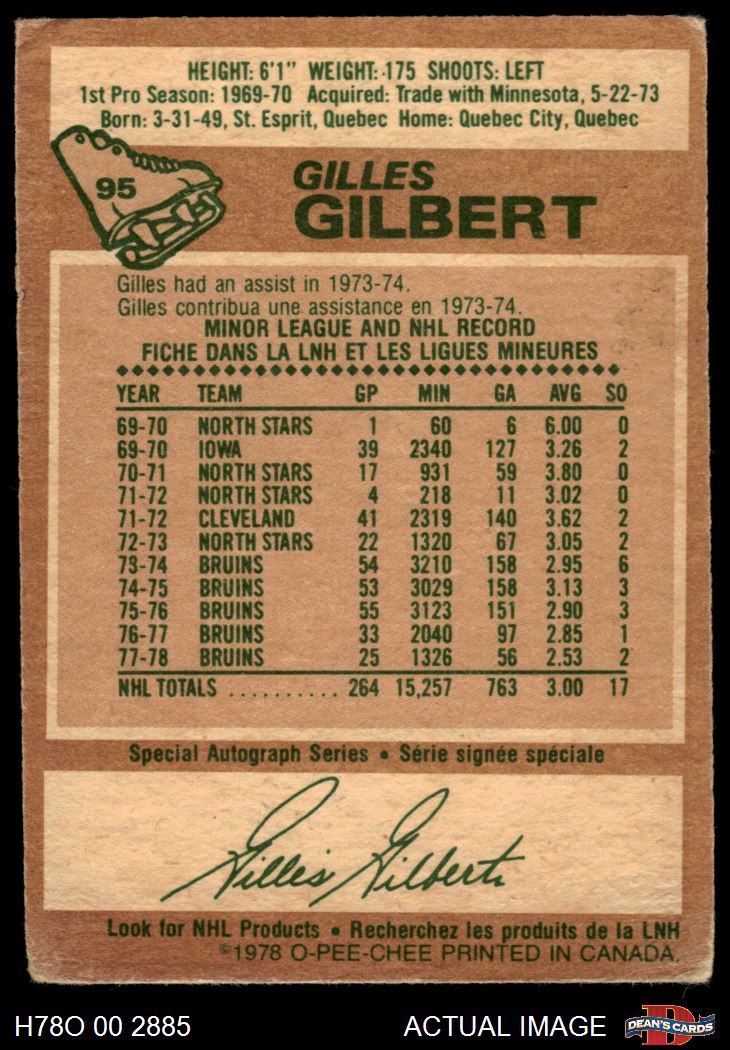 HEIGHT: 6'1" WEIGHT: 175 SHOOTS: LEFT
1st Pro Season: 1969-70 Acquired: Trade with Minnesota, 5-22-73
Born: 3-31-49, St. Esprit, Quebec Home: Quebec City, Quebec
95
GILLES
GILBERT
Gilles had an assist in 1973-74.
Gilles contribua une assistance en 1973-74.
MINOR LEAGUE AND NHL RECORD
FICHE DANS LA LNH ET LES LIGUES MINEURES
YEAR TEAM GP MIN GA AVG SO
69-70 NORTH STARS 1 60 6 6.00 0
69-70 IOWA 39 2340 127 3.26 2
70-71 NORTH STARS 17 931 59 3.80 0
71-72 NORTH STARS 4 218 11 3.02 0
71-72 CLEVELAND 41 2319 140 3.62 2
72-73 NORTH STARS 22 1320 67 3.05 2
73-74 BRUINS 54 3210 158 2.95 6
74-75 BRUINS 53 3029 158 3.13 3
75-76 BRUINS 55 3123 151 2.90 3
76-77 BRUINS 33 2040 97 2.85 1
77-78 BRUINS 25 1326 56 2.53 2
NHL TOTALS .......... 264 15,257 763 3.00 17
Special Autograph Series • Série signée spéciale
Gilles Gilbert
Look for NHL Products • Recherchez les produits de la LNH
©1978 O-PEE-CHEE PRINTED IN CANADA.
H78O 00 2885
ACTUAL IMAGE
D
DEAN'S CARDS